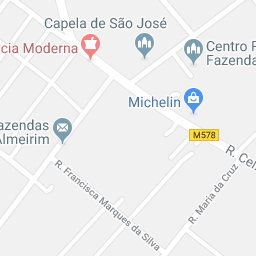 Capela de São José
cia Moderna
Centro P
Fazenda
Michelin
M578
azendas
Almeirim
R. Cel
R. Francisca Marques da Silva
R. Maria da Cruz